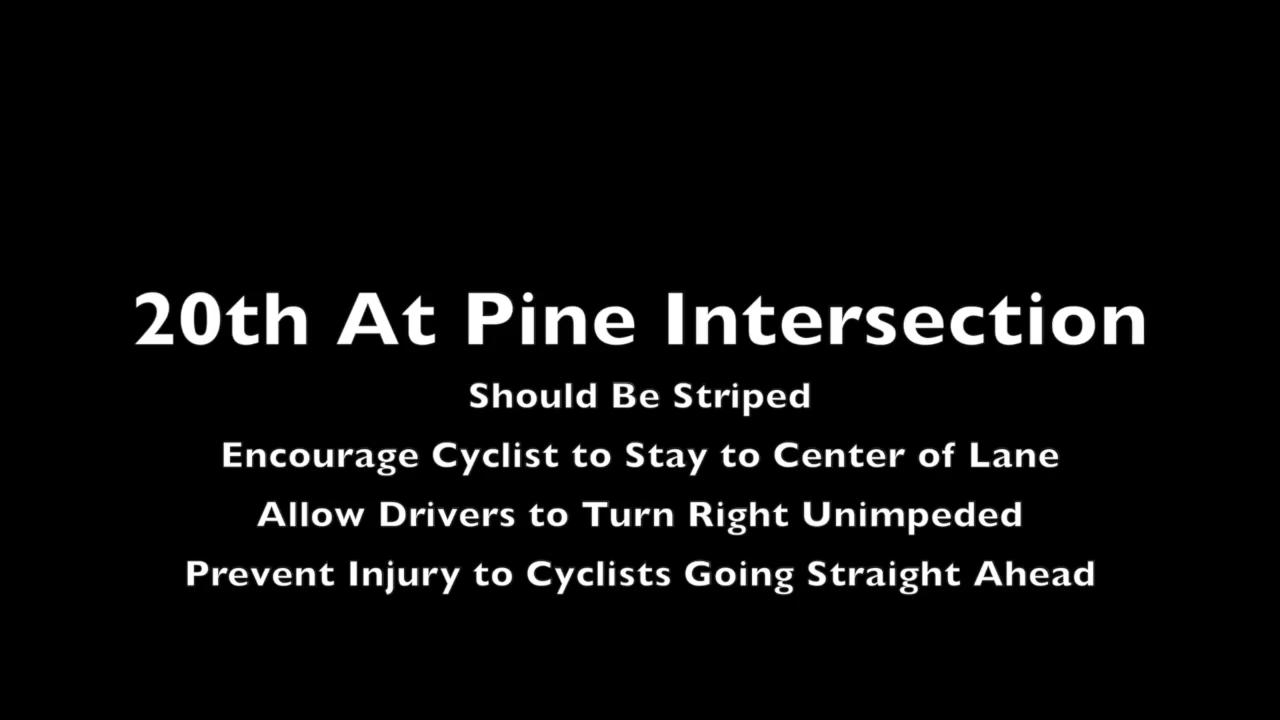 20th At Pine Intersection
Should Be Striped
Encourage Cyclist to Stay to Center of Lane
Allow Drivers to Turn Right Unimpeded
Prevent Injury to Cyclists Going Straight Ahead